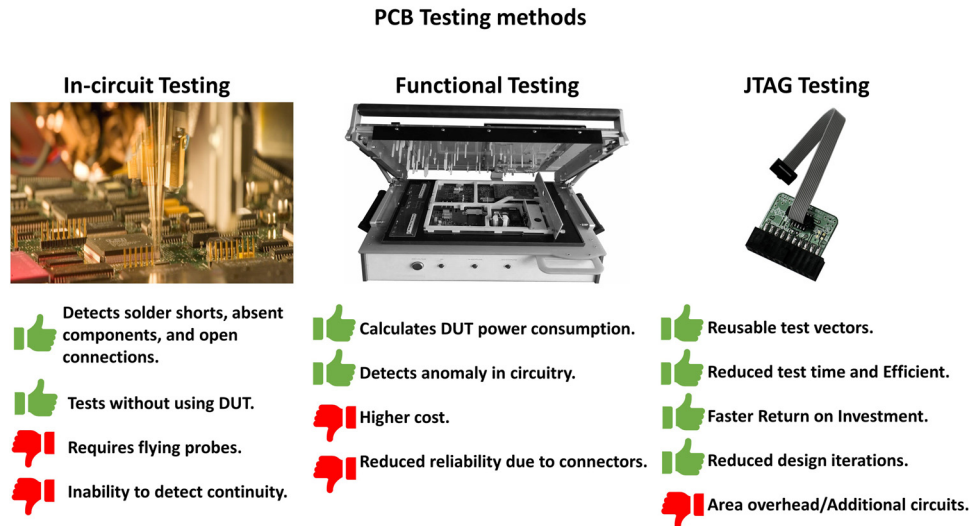 PCB Testing methods
In-circuit Testing
Detects solder shorts, absent
components, and open
connections.
Tests without using DUT.
Requires flying probes.
Inability to detect continuity.
Functional Testing
Calculates DUT power consumption.
Detects anomaly in circuitry.
Higher cost.
Reduced reliability due to connectors.
JTAG Testing
Reusable test vectors.
Reduced test time and Efficient.
Faster Return on Investment.
Reduced design iterations.
Area overhead/Additional circuits.